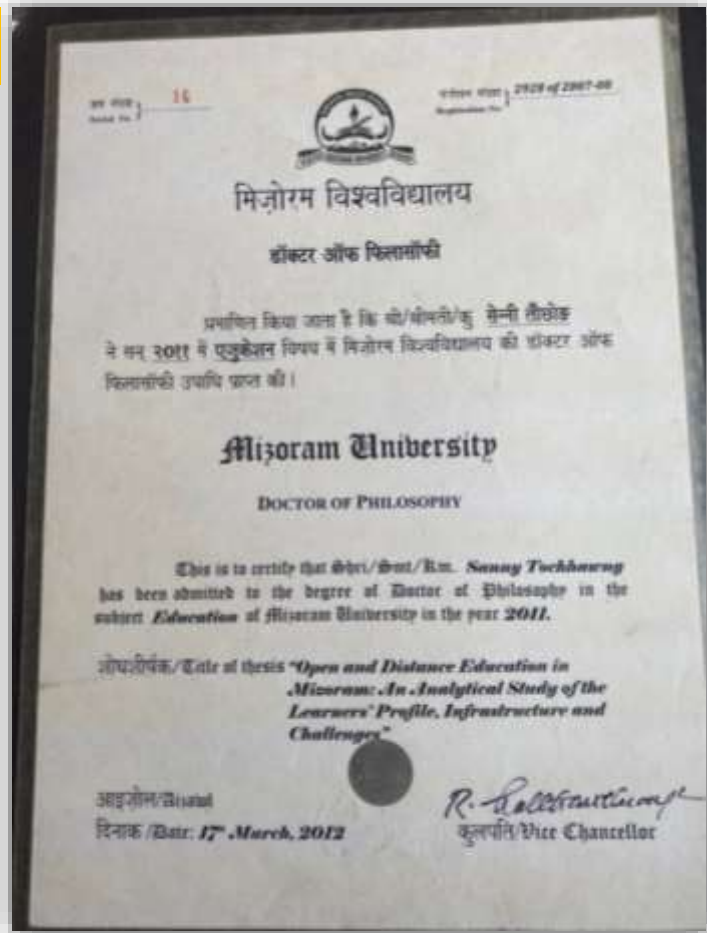 क्रम संख्या
Serial No.
16
पंजीयन संख्या
Registration No.
2928 of 2007-08
मिज़ोरम विश्वविद्यालय
डॉक्टर ऑफ फिलासॉफी
प्रमाणित किया जाता है कि श्री/श्रीमती/कु सेन्नी तौछोङ
ने सन् २०११ में एजुकेशन विषय में मिजोरम विश्वविद्यालय की डॉक्टर ऑफ
फिलासॉफी उपाधि प्राप्त की।
Mizoram University
DOCTOR OF PHILOSOPHY
This is to certify that Shri/Smt/Km. Sanny Tochhawng
has been admitted to the degree of Doctor of Philosophy in the
subject Education of Mizoram University in the year 2011.
शोधशीर्षक/Title of thesis "Open and Distance Education in
Mizoram: An Analytical Study of the
Learners' Profile, Infrastructure and
Challenges"
आइजोल/Aizawl
दिनांक /Date: 17th March, 2012
कुलपति/Vice Chancellor